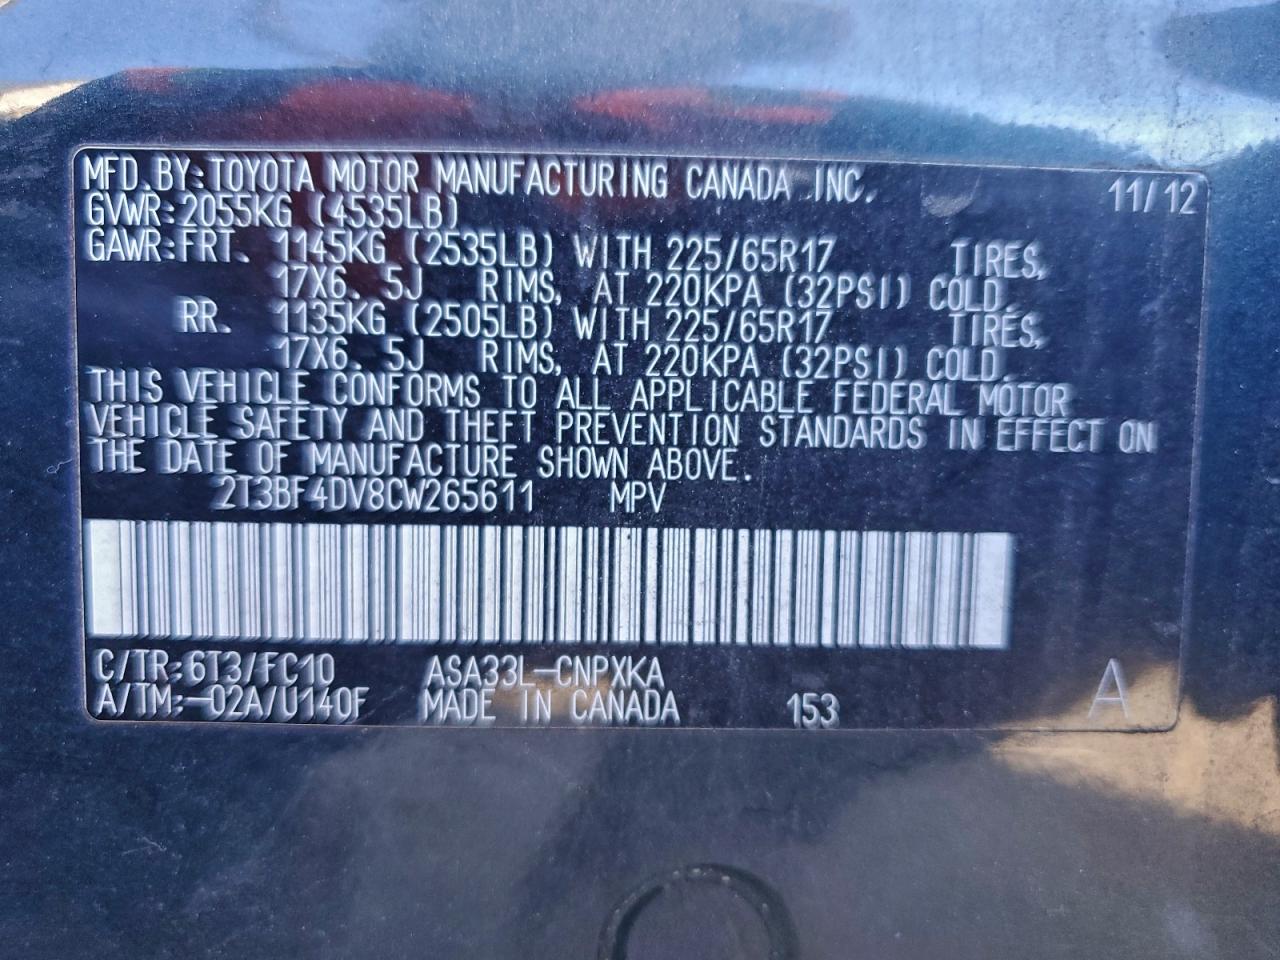 MFD.BY:TOYOTA MOTOR MANUFACTURING CANADA INC. 11/12
GVWR:2055KG (4535LB)
GAWR:FRT. 1145KG (2535LB) WITH 225/65R17 TIRES,
17X6.5J RIMS, AT 220KPA (32PSI) COLD.
RR. 1135KG (2505LB) WITH 225/65R17 TIRES,
17X6.5J RIMS, AT 220KPA (32PSI) COLD.
THIS VEHICLE CONFORMS TO ALL APPLICABLE FEDERAL MOTOR
VEHICLE SAFETY AND THEFT PREVENTION STANDARDS IN EFFECT ON
THE DATE OF MANUFACTURE SHOWN ABOVE.
2T3BF4DV8CW265611 MPV
C/TR:6T3/FC10 ASA33L-CNPXKA
A/TM:-02A/U140F MADE IN CANADA 153 A